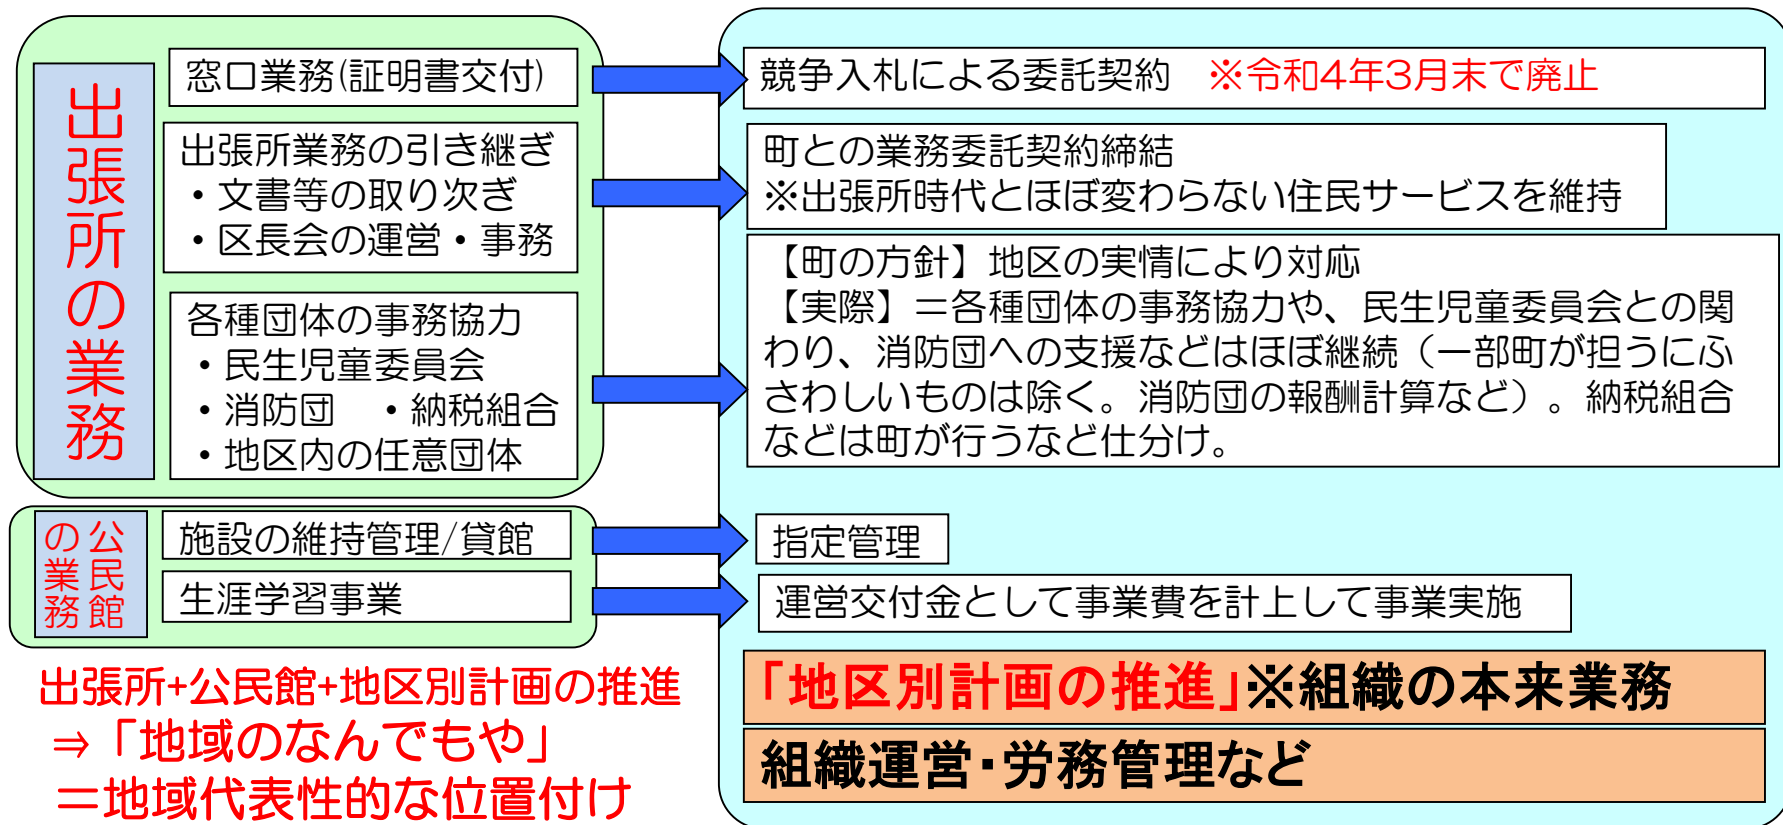 出張所の業務
窓口業務(証明書交付)
競争入札による委託契約　※令和4年3月末で廃止
出張所業務の引き継ぎ
・文書等の取り次ぎ
・区長会の運営・事務
町との業務委託契約締結
※出張所時代とほぼ変わらない住民サービスを維持
各種団体の事務協力
・民生児童委員会
・消防団　・納税組合
・地区内の任意団体
【町の方針】地区の実情により対応
【実際】＝各種団体の事務協力や、民生児童委員会との関
わり、消防団への支援などはほぼ継続（一部町が担うにふ
さわしいものは除く。消防団の報酬計算など）。納税組合
などは町が行うなど仕分け。
公民館
の業務
施設の維持管理/貸館
指定管理
生涯学習事業
運営交付金として事業費を計上して事業実施
「地区別計画の推進」※組織の本来業務
組織運営・労務管理など
出張所+公民館+地区別計画の推進
⇒「地域のなんでもや」
＝地域代表性的な位置付け